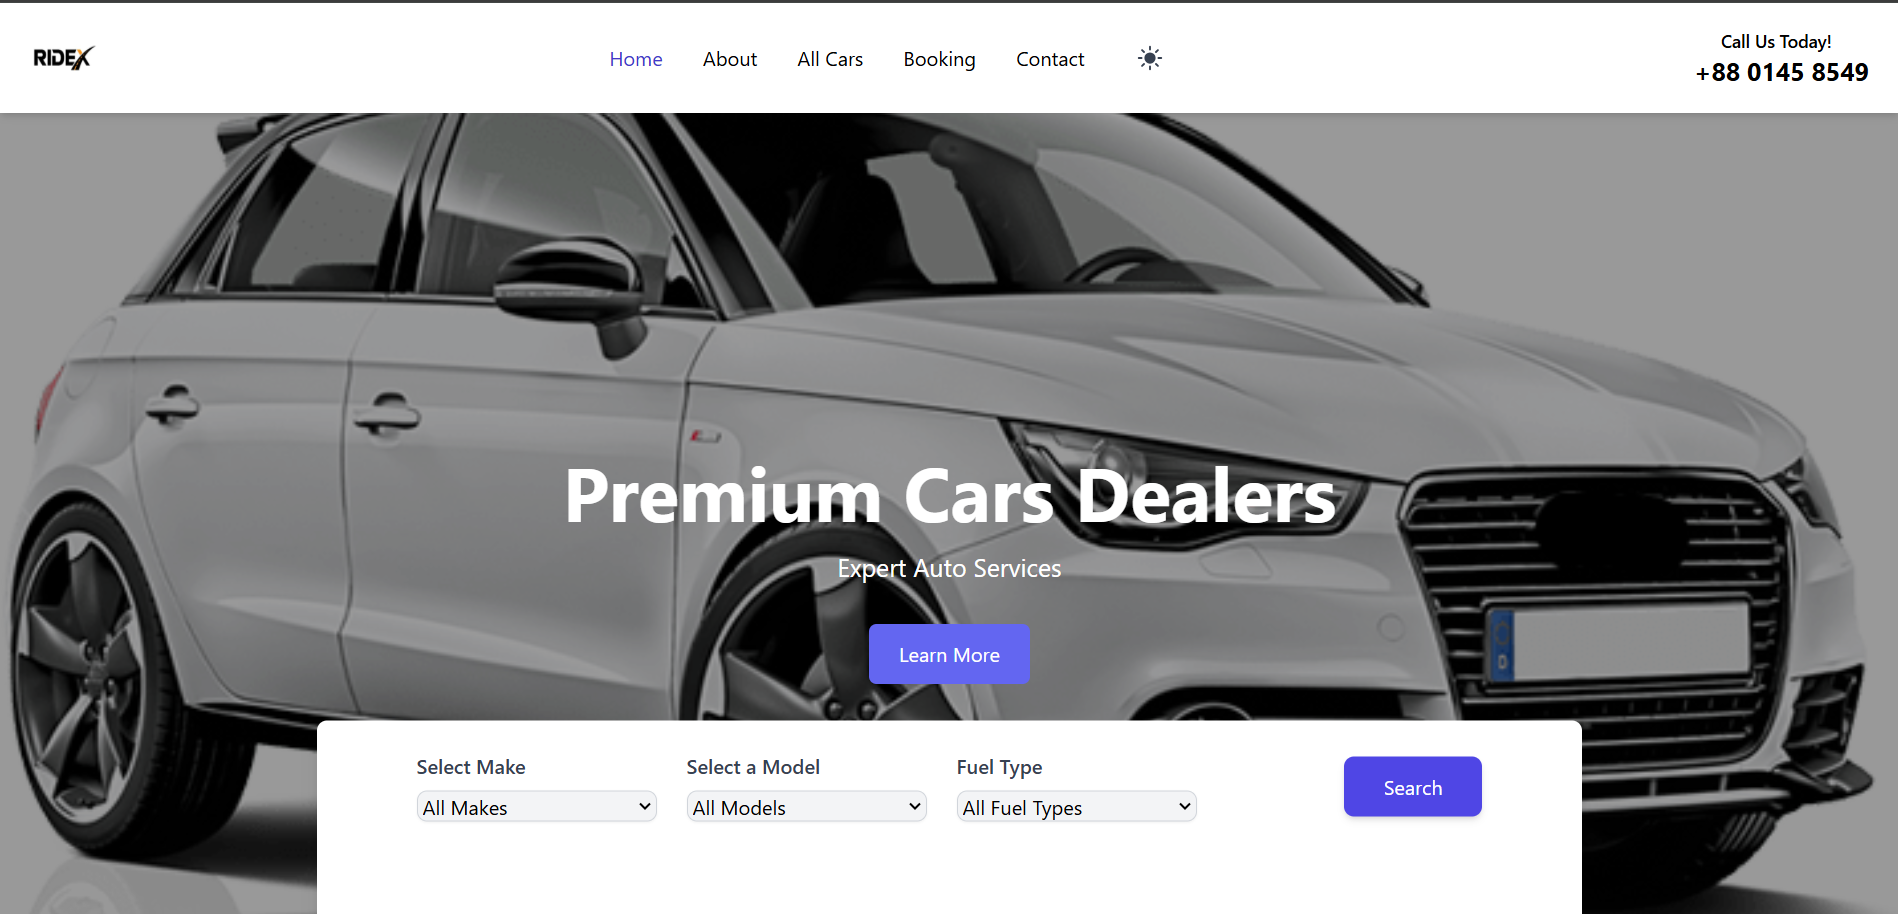 RIDEX
Home
About
All Cars
Booking
Contact
Call Us Today!
+88 0145 8549
Premium Cars Dealers
Expert Auto Services
Learn More
Select Make
All Makes
Select a Model
All Models
Fuel Type
All Fuel Types
Search
D